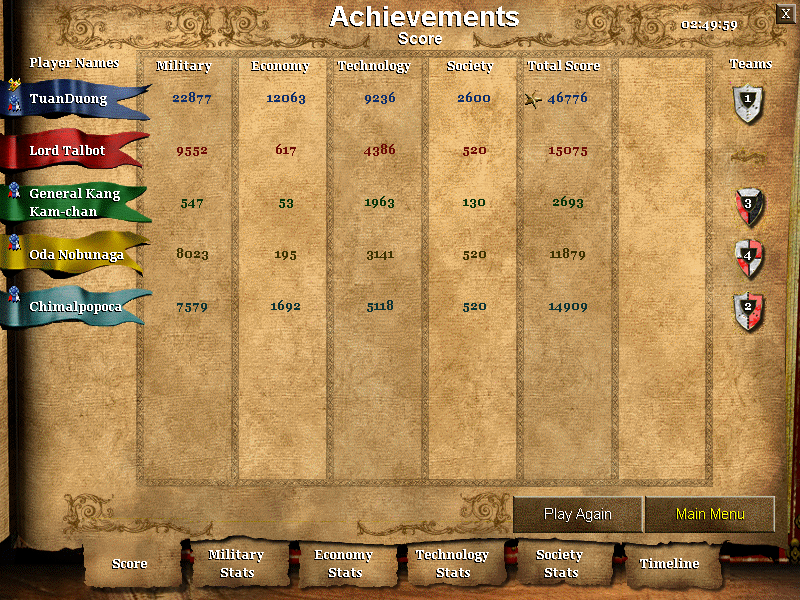 Achievements
Score
02:49:59
X
Player Names Military Economy Technology Society Total Score Teams
TuanDuong 22877 12063 9236 2600 46776 1
Lord Talbot 9552 617 4386 520 15075
General Kang
Kam-chan 547 53 1963 130 2693 3
Oda Nobunaga 8023 195 3141 520 11879 4
Chimalpopoca 7579 1692 5118 520 14909 2
Play Again Main Menu
Score Military Stats Economy Stats Technology Stats Society Stats Timeline